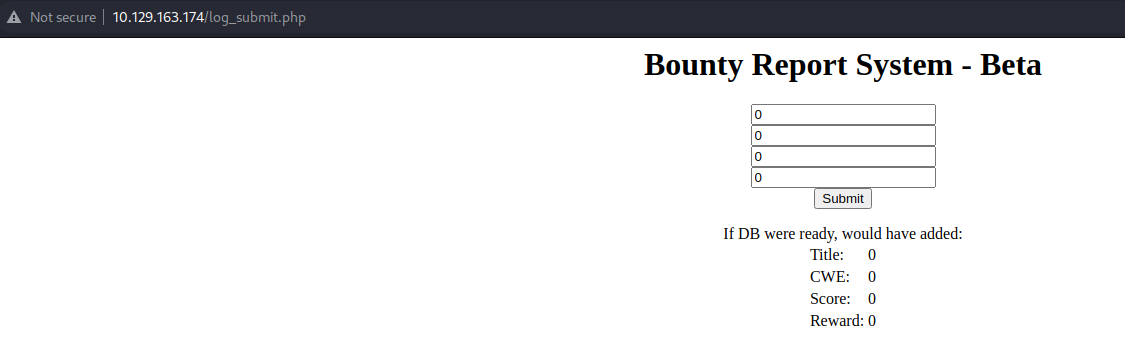 Not secure | 10.129.163.174/log_submit.php
Bounty Report System - Beta
0
0
0
0
Submit
If DB were ready, would have added:
Title: 0
CWE: 0
Score: 0
Reward: 0